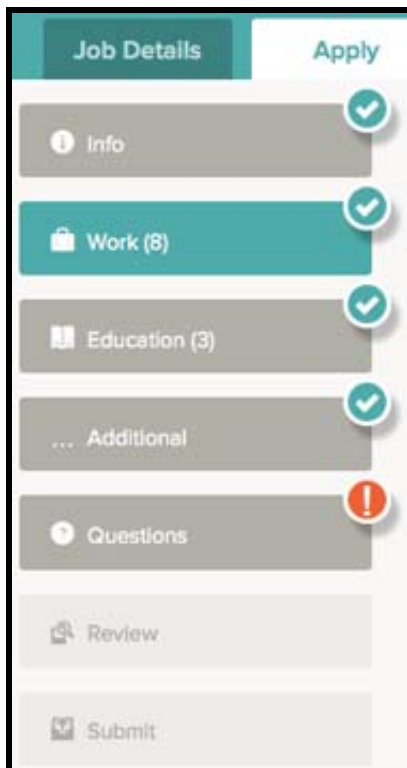 Job Details Apply
Info
Work (8)
Education (3)
... Additional
Questions
Review
Submit